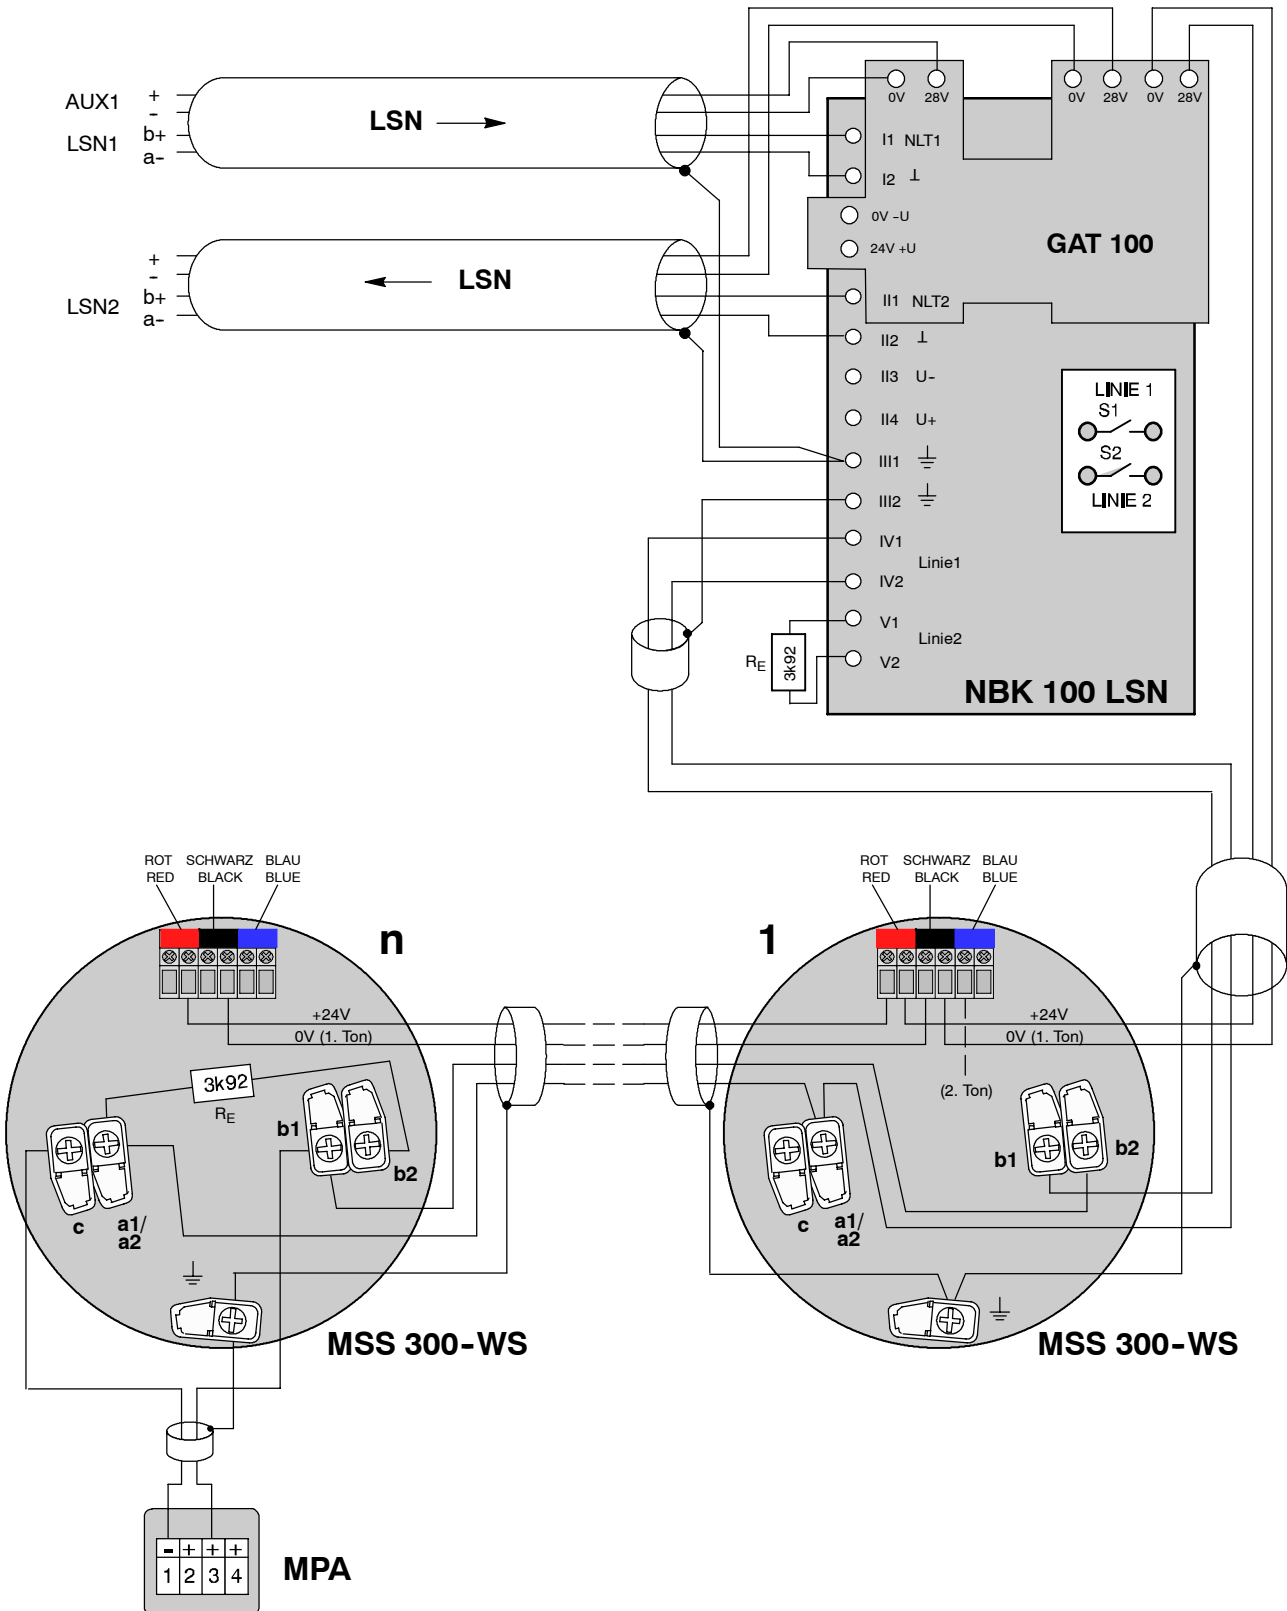 AUX1
+
-
LSN1
b+
a-
LSN
0V
28V
0V
28V
0V
28V
I1 NLT1
I2 ⊥
0V -U
24V +U
GAT 100
LSN2
+
-
b+
a-
LSN
II1 NLT2
II2 ⊥
II3 U-
II4 U+
III1 ⏚
III2 ⏚
IV1
Linie1
IV2
V1
Linie2
V2
LINIE 1
S1
S2
LINIE 2
RE
3k92
NBK 100 LSN
ROT SCHWARZ BLAU
RED BLACK BLUE
n
+24V
0V (1. Ton)
3k92
RE
b1
b2
c
a1/
a2
⏚
MSS 300-WS
ROT SCHWARZ BLAU
RED BLACK BLUE
1
+24V
0V (1. Ton)
(2. Ton)
b1
b2
c
a1/
a2
⏚
MSS 300-WS
- + + +
1 2 3 4
MPA